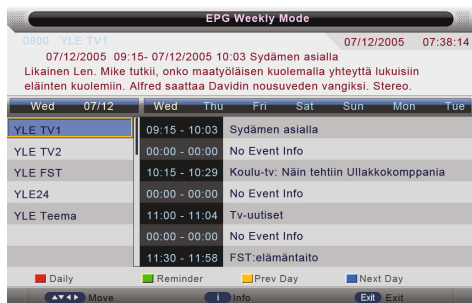 EPG Weekly Mode
0800 YLE TV1 07/12/2005 07:38:14
07/12/2005 09:15- 07/12/2005 10:03 Sydämen asialla
Likainen Len. Mike tutkii, onko maatyöläisen kuolemalla yhteyttä lukuisiin
eläinten kuolemiin. Alfred saattaa Davidin nousuveden vangiksi. Stereo.
Wed 07/12 Wed Thu Fri Sat Sun Mon Tue
YLE TV1 09:15 - 10:03 Sydämen asialla
YLE TV2 00:00 - 00:00 No Event Info
YLE FST 10:15 - 10:29 Koulu-tv: Näin tehtiin Ullakkokomppania
YLE24 00:00 - 00:00 No Event Info
YLE Teema 11:00 - 11:04 Tv-uutiset
00:00 - 00:00 No Event Info
11:30 - 11:58 FST:elämäntaito
Daily Reminder Prev Day Next Day
Move i Info Exit Exit